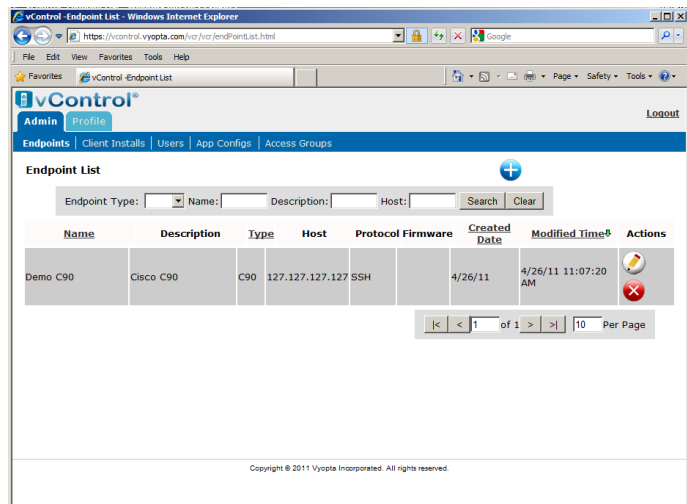 vControl -Endpoint List - Windows Internet Explorer
https://vcontrol.vyopta.com/vcr/vcr/endPointList.html
Google
File Edit View Favorites Tools Help
Favorites vControl -Endpoint List Page Safety Tools
vControl®
Logout
Admin Profile
Endpoints Client Installs Users App Configs Access Groups
Endpoint List
Endpoint Type: Name: Description: Host: Search Clear
Name Description Type Host Protocol Firmware Created Date Modified Time Actions
Demo C90 Cisco C90 C90 127.127.127.127 SSH 4/26/11 4/26/11 11:07:20 AM
|< < 1 of 1 > >| 10 Per Page
Copyright © 2011 Vyopta Incorporated. All rights reserved.